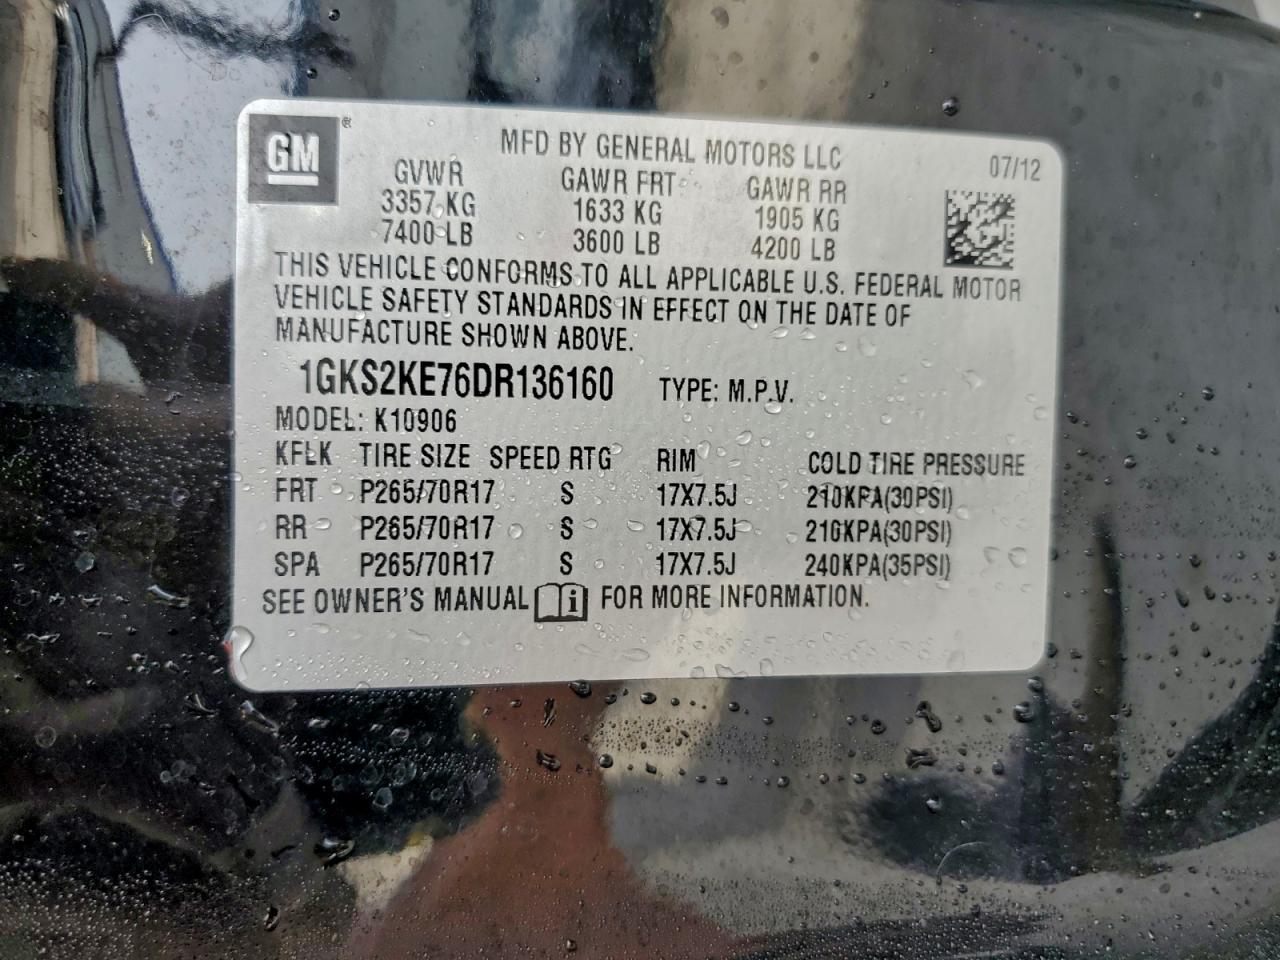 GM®
MFD BY GENERAL MOTORS LLC 07/12
GVWR GAWR FRT GAWR RR
3357 KG 1633 KG 1905 KG
7400 LB 3600 LB 4200 LB
THIS VEHICLE CONFORMS TO ALL APPLICABLE U.S. FEDERAL MOTOR
VEHICLE SAFETY STANDARDS IN EFFECT ON THE DATE OF
MANUFACTURE SHOWN ABOVE.
1GKS2KE76DR136160 TYPE: M.P.V.
MODEL: K10906
KFLK TIRE SIZE SPEED RTG RIM COLD TIRE PRESSURE
FRT P265/70R17 S 17X7.5J 210KPA(30PSI)
RR P265/70R17 S 17X7.5J 210KPA(30PSI)
SPA P265/70R17 S 17X7.5J 240KPA(35PSI)
SEE OWNER'S MANUAL i FOR MORE INFORMATION.